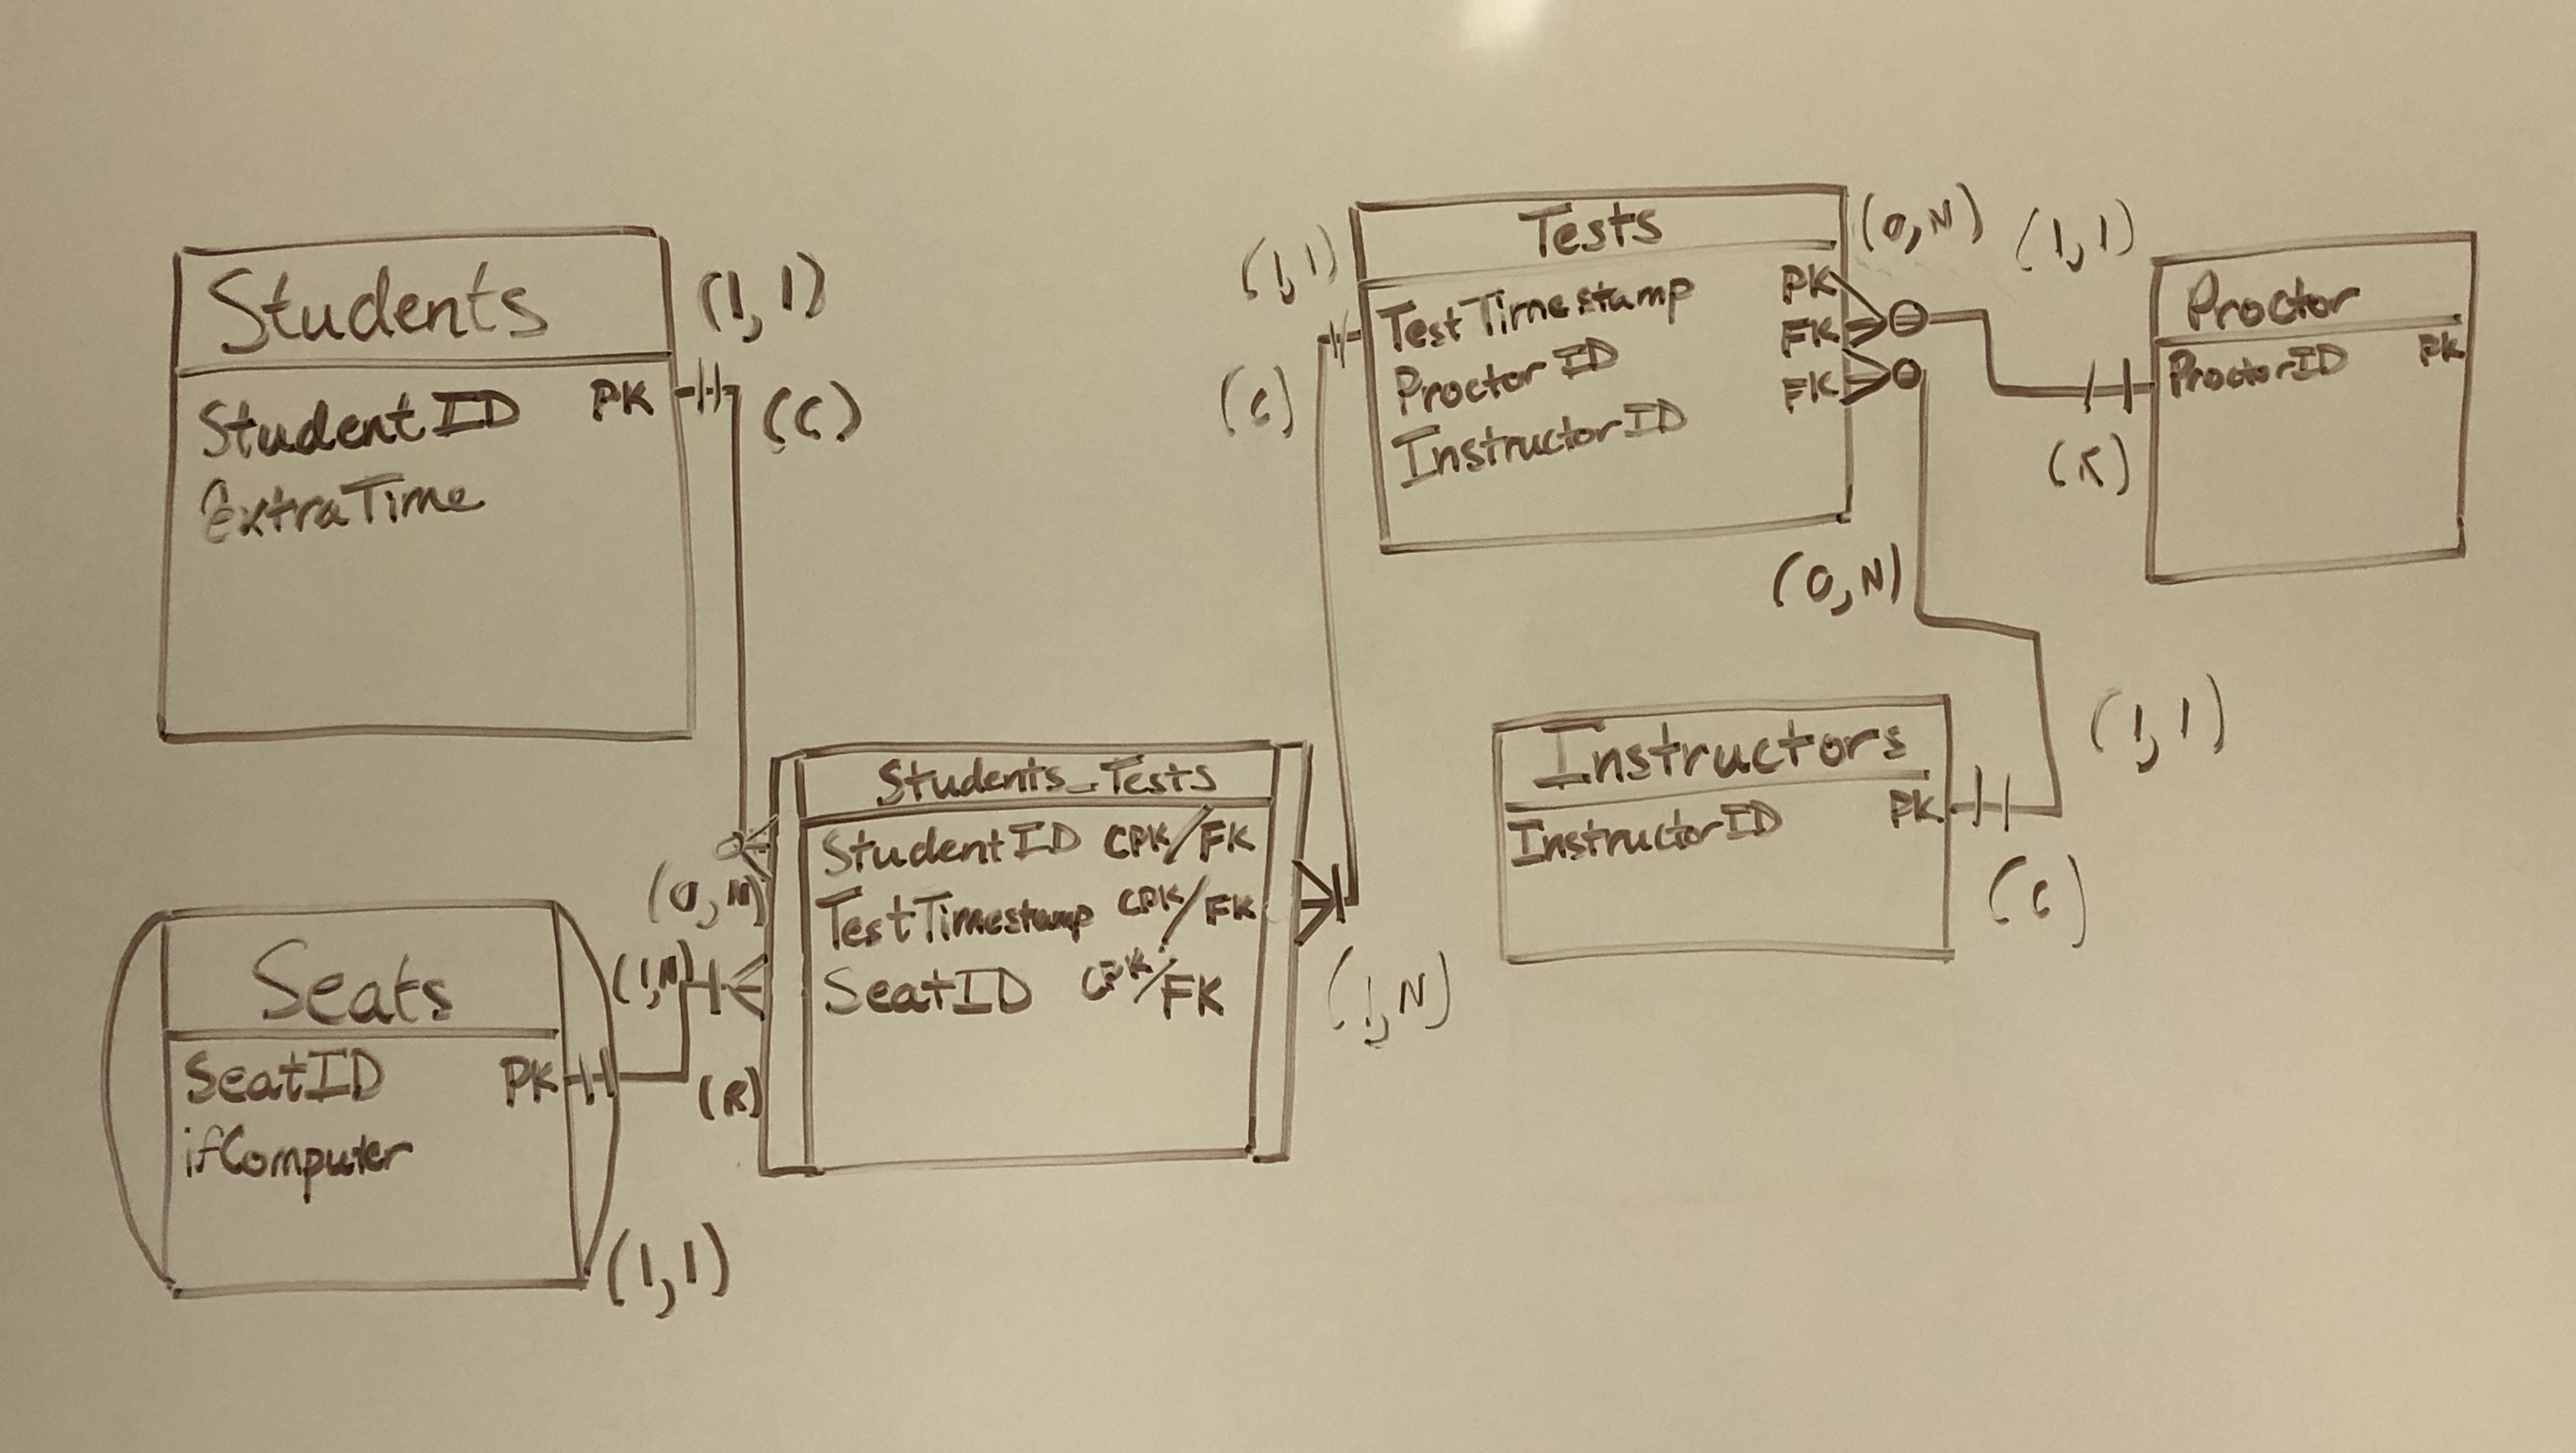 Students
StudentID PK
ExtraTime
(1,1)
(C)
Tests
TestTimestamp PK
ProctorID FK
InstructorID FK
(1,1)
(C)
(0,N)
(0,N)
Proctor
ProctorID PK
(1,1)
(R)
Students_Tests
StudentID CPK/FK
TestTimestamp CPK/FK
SeatID CPK/FK
(0,N)
(1,N)
(R)
(1,N)
Instructors
InstructorID PK
(1,1)
(C)
Seats
SeatID PK
ifComputer
(1,1)